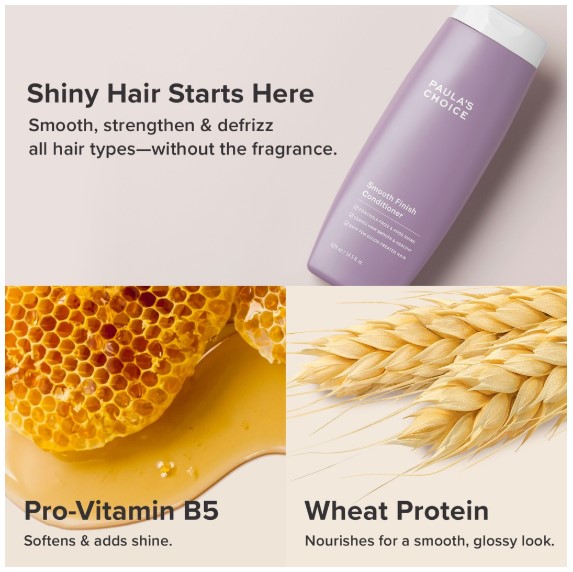 Shiny Hair Starts Here
Smooth, strengthen & defrizz
all hair types—without the fragrance.
PAULA'S
CHOICE
Smooth Finish
Conditioner
Pro-Vitamin B5
Softens & adds shine.
Wheat Protein
Nourishes for a smooth, glossy look.